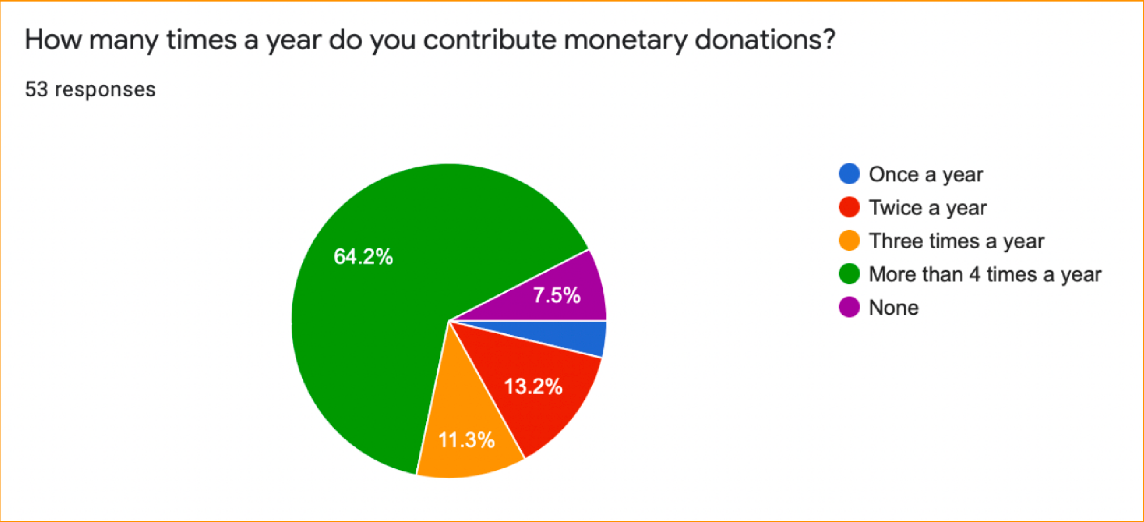 How many times a year do you contribute monetary donations?
53 responses
Once a year
Twice a year
Three times a year
More than 4 times a year
None
64.2%
7.5%
13.2%
11.3%